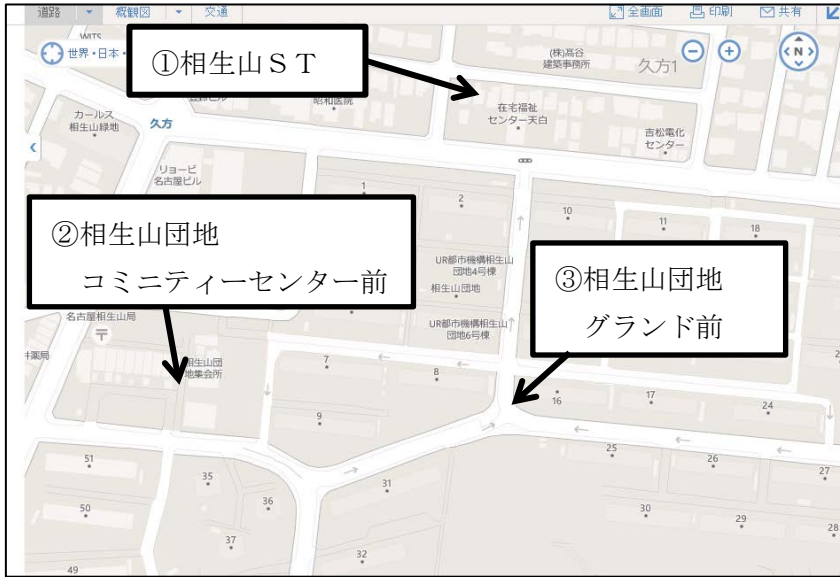 道路
概観図
交通
全画面
印刷
共有
世界・日本・
①相生山ＳＴ
(株)高谷
建築事務所
久方1
昭和医院
在宅福祉
センター天白
カールス
相生山緑地
久方
吉松電化
センター
リョービ
名古屋ビル
1
2
10
11
18
②相生山団地
コミニティーセンター前
UR都市機構相生山
団地4号棟
相生山団地
UR都市機構相生山
団地6号棟
③相生山団地
グランド前
名古屋相生山局
井薬局
相生山団
地集会所
7
8
16
17
24
9
25
26
27
51
35
31
50
36
30
29
28
37
32
49
N